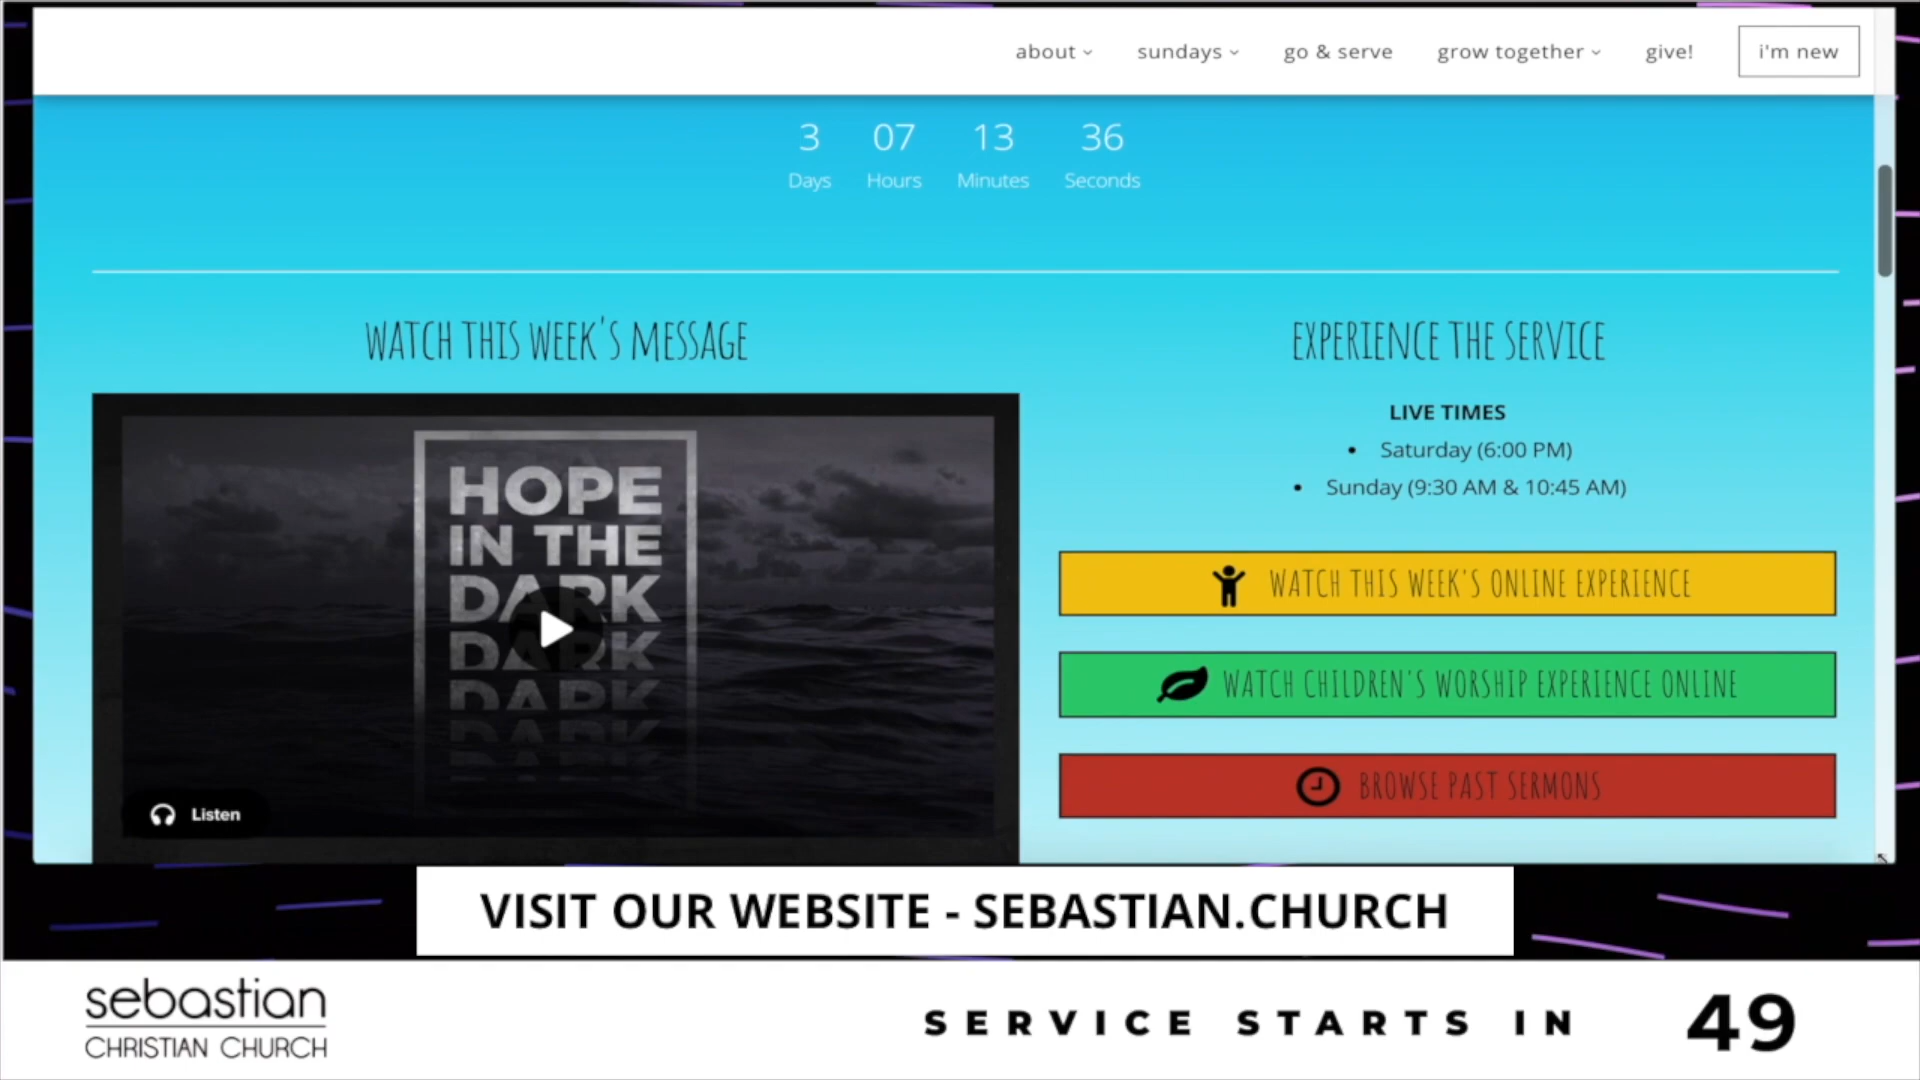 about sundays go & serve grow together give! i'm new
3 07 13 36
Days Hours Minutes Seconds
WATCH THIS WEEK'S MESSAGE
HOPE
IN THE
DARK
DARK
DARK
DARK
Listen
EXPERIENCE THE SERVICE
LIVE TIMES
• Saturday (6:00 PM)
• Sunday (9:30 AM & 10:45 AM)
WATCH THIS WEEK'S ONLINE EXPERIENCE
WATCH CHILDREN'S WORSHIP EXPERIENCE ONLINE
BROWSE PAST SERMONS
VISIT OUR WEBSITE - SEBASTIAN.CHURCH
sebastian
CHRISTIAN CHURCH
SERVICE STARTS IN 49